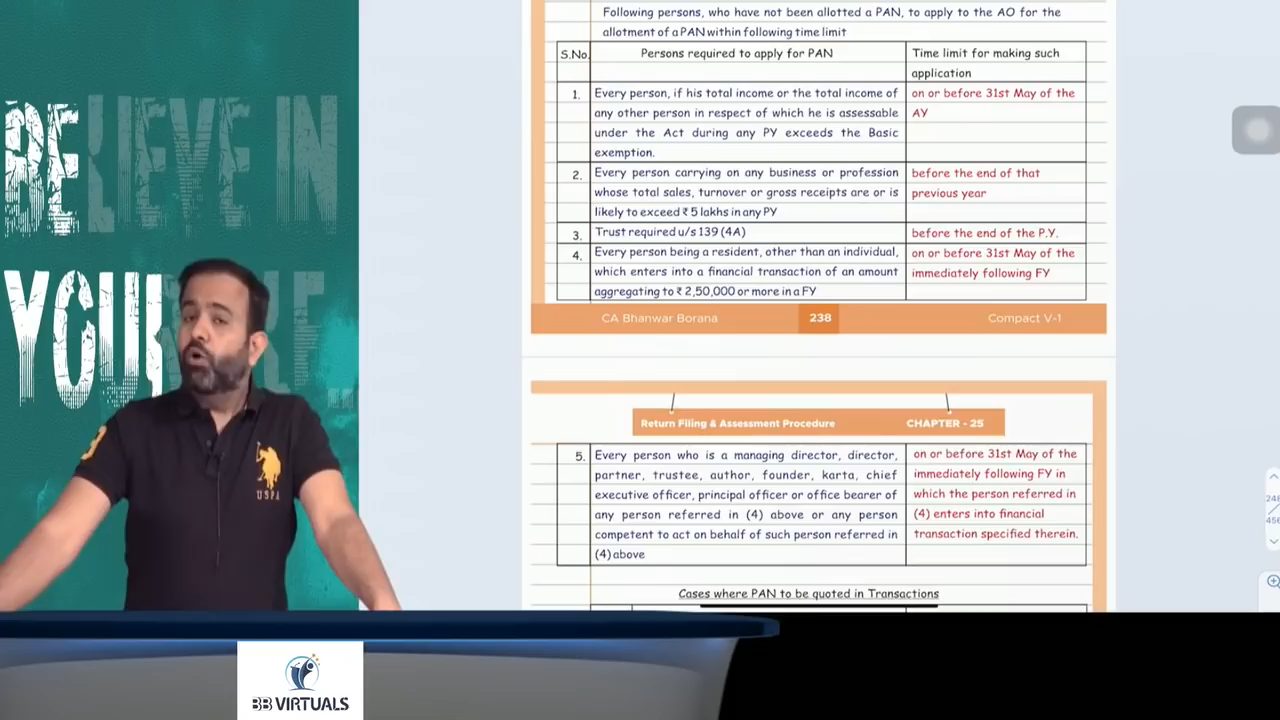 BELIEVE IN
YOURSELF...
3
USPA
BB VIRTUALS
Following persons, who have not been allotted a PAN, to apply to the AO for the
allotment of a PAN within following time limit
S.No. Persons required to apply for PAN Time limit for making such
application
1. Every person, if his total income or the total income of on or before 31st May of the
any other person in respect of which he is assessable AY
under the Act during any PY exceeds the Basic
exemption.
2. Every person carrying on any business or profession before the end of that
whose total sales, turnover or gross receipts are or is previous year
likely to exceed ₹ 5 lakhs in any PY
3. Trust required u/s 139 (4A) before the end of the P.Y.
4. Every person being a resident, other than an individual, on or before 31st May of the
which enters into a financial transaction of an amount immediately following FY
aggregating to ₹ 2,50,000 or more in a FY
CA Bhanwar Borana 238 Compact V-1
Return Filing & Assessment Procedure CHAPTER - 25
5. Every person who is a managing director, director, on or before 31st May of the
partner, trustee, author, founder, karta, chief immediately following FY in
executive officer, principal officer or office bearer of which the person referred in
any person referred in (4) above or any person (4) enters into financial
competent to act on behalf of such person referred in transaction specified therein.
(4) above
Cases where PAN to be quoted in Transactions